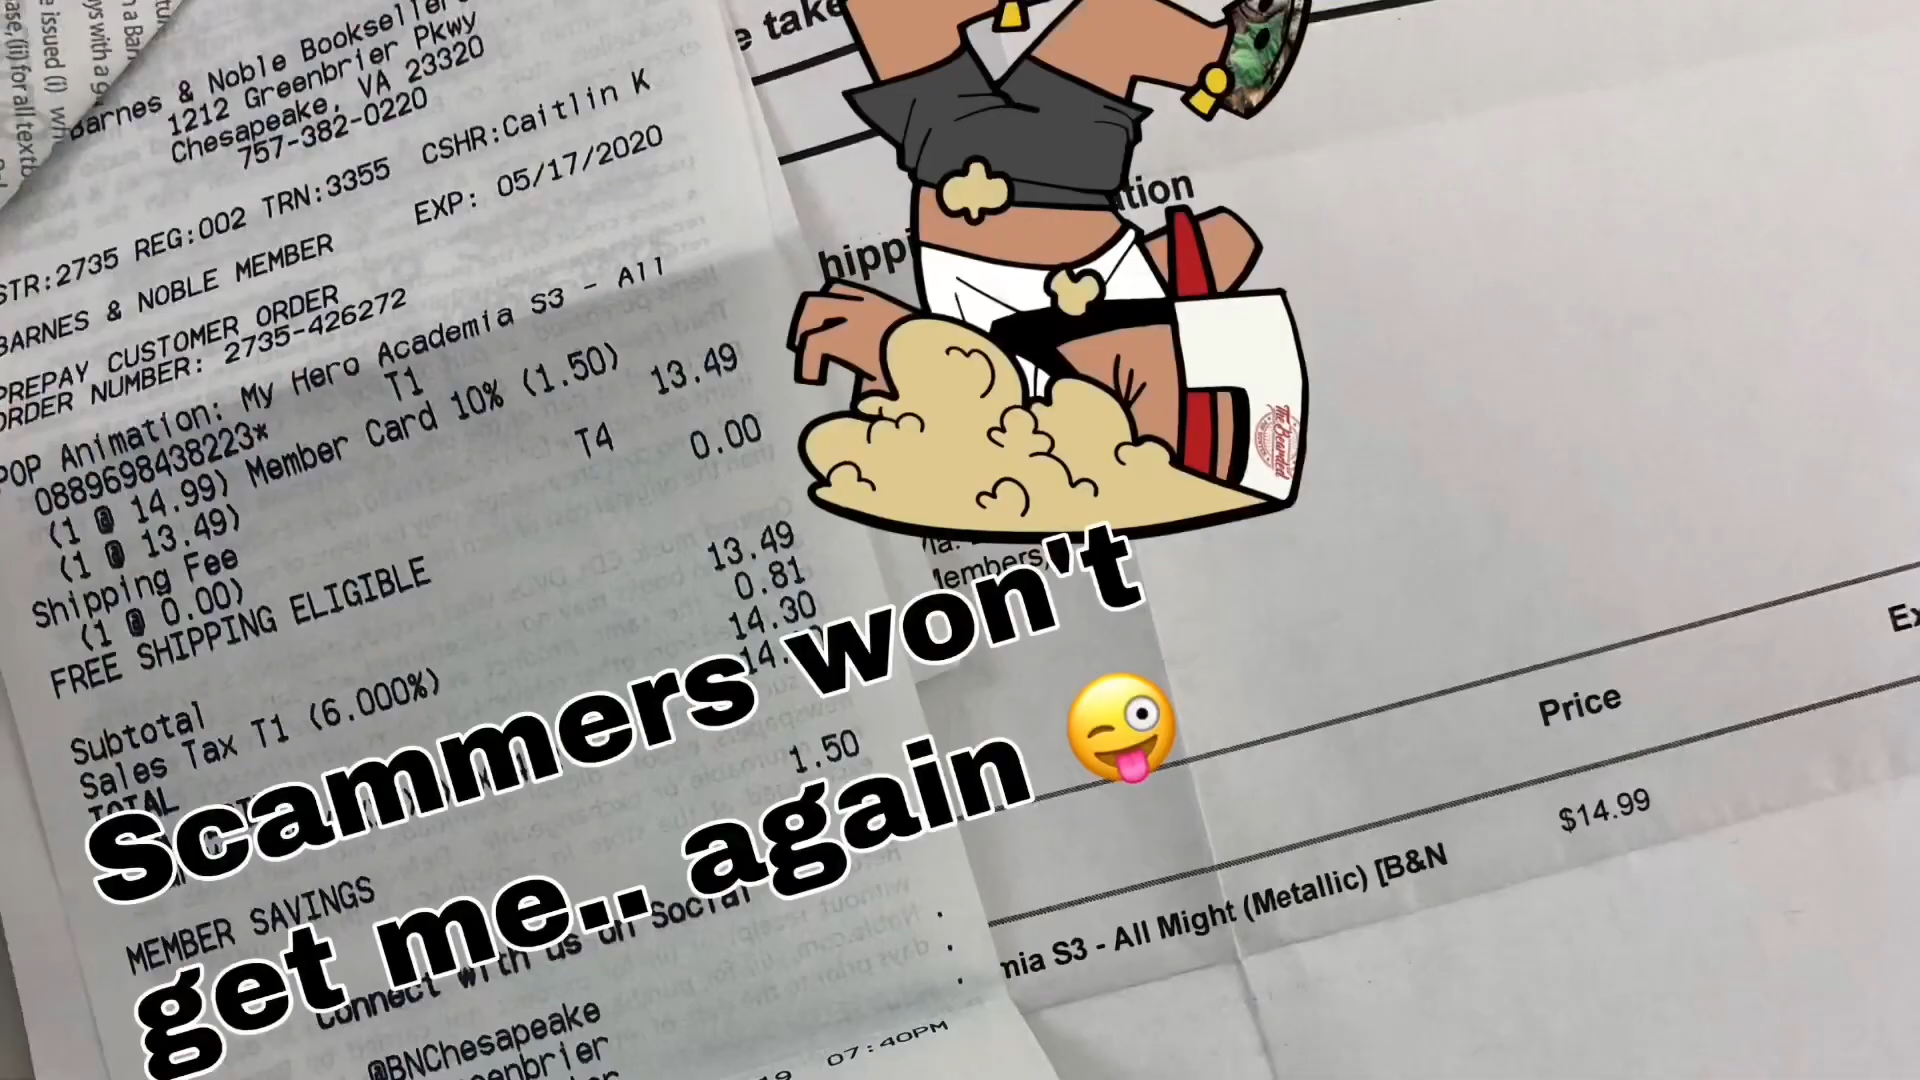 Barnes & Noble Booksellers
1212 Greenbrier Pkwy
Chesapeake, VA 23320
757-382-0220
STR:2735 REG:002 TRN:3355 CSHR:Caitlin K
BARNES & NOBLE MEMBER EXP: 05/17/2020
PREPAY CUSTOMER ORDER
ORDER NUMBER: 2735-426272
POP Animation: My Hero Academia S3 - All
0889698438223* T1
(1 @ 14.99) Member Card 10% (1.50)
(1 @ 13.49) 13.49
Shipping Fee T4 0.00
(1 @ 0.00)
FREE SHIPPING ELIGIBLE
Subtotal 13.49
Sales Tax T1 (6.000%) 0.81
TOTAL 14.30
MEMBER SAVINGS 1.50
Connect with us on Social
@BNChesapeake
07:40PM
e take
tion
hippi
Members,
Price
$14.99
mia S3 - All Might (Metallic) [B&N
The Bearded
Scammers won't
get me.. again 😜